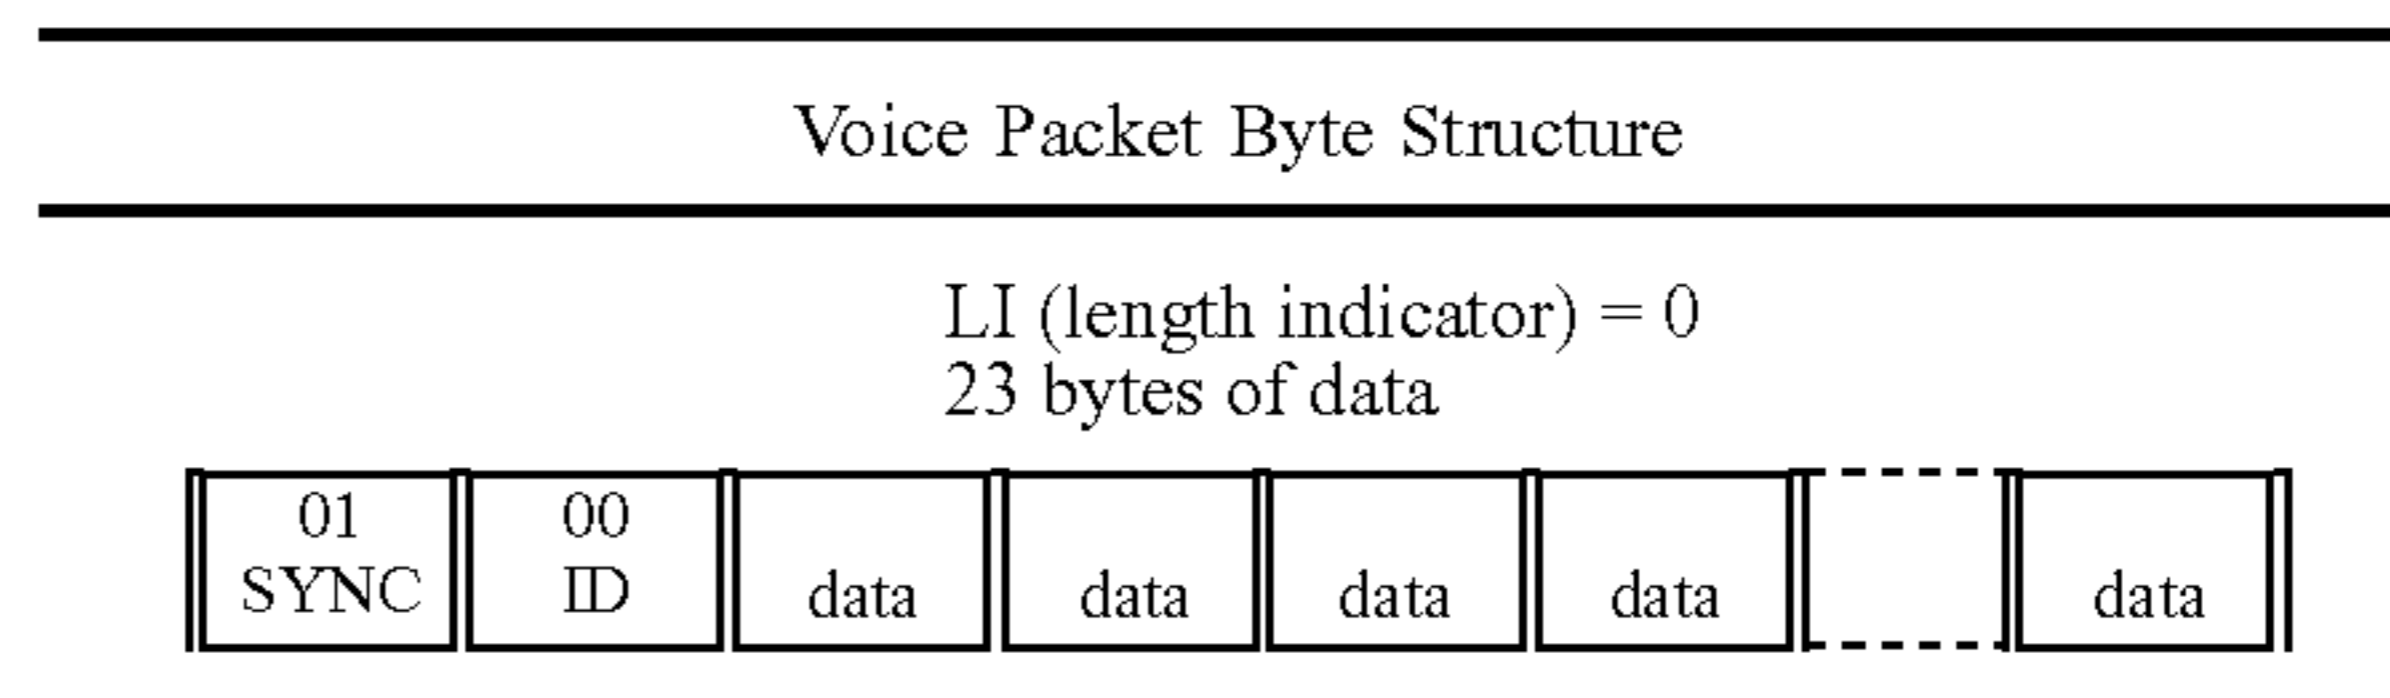 Voice Packet Byte Structure
LI (length indicator) = 0
23 bytes of data
01 00
SYNC ID data data data data data